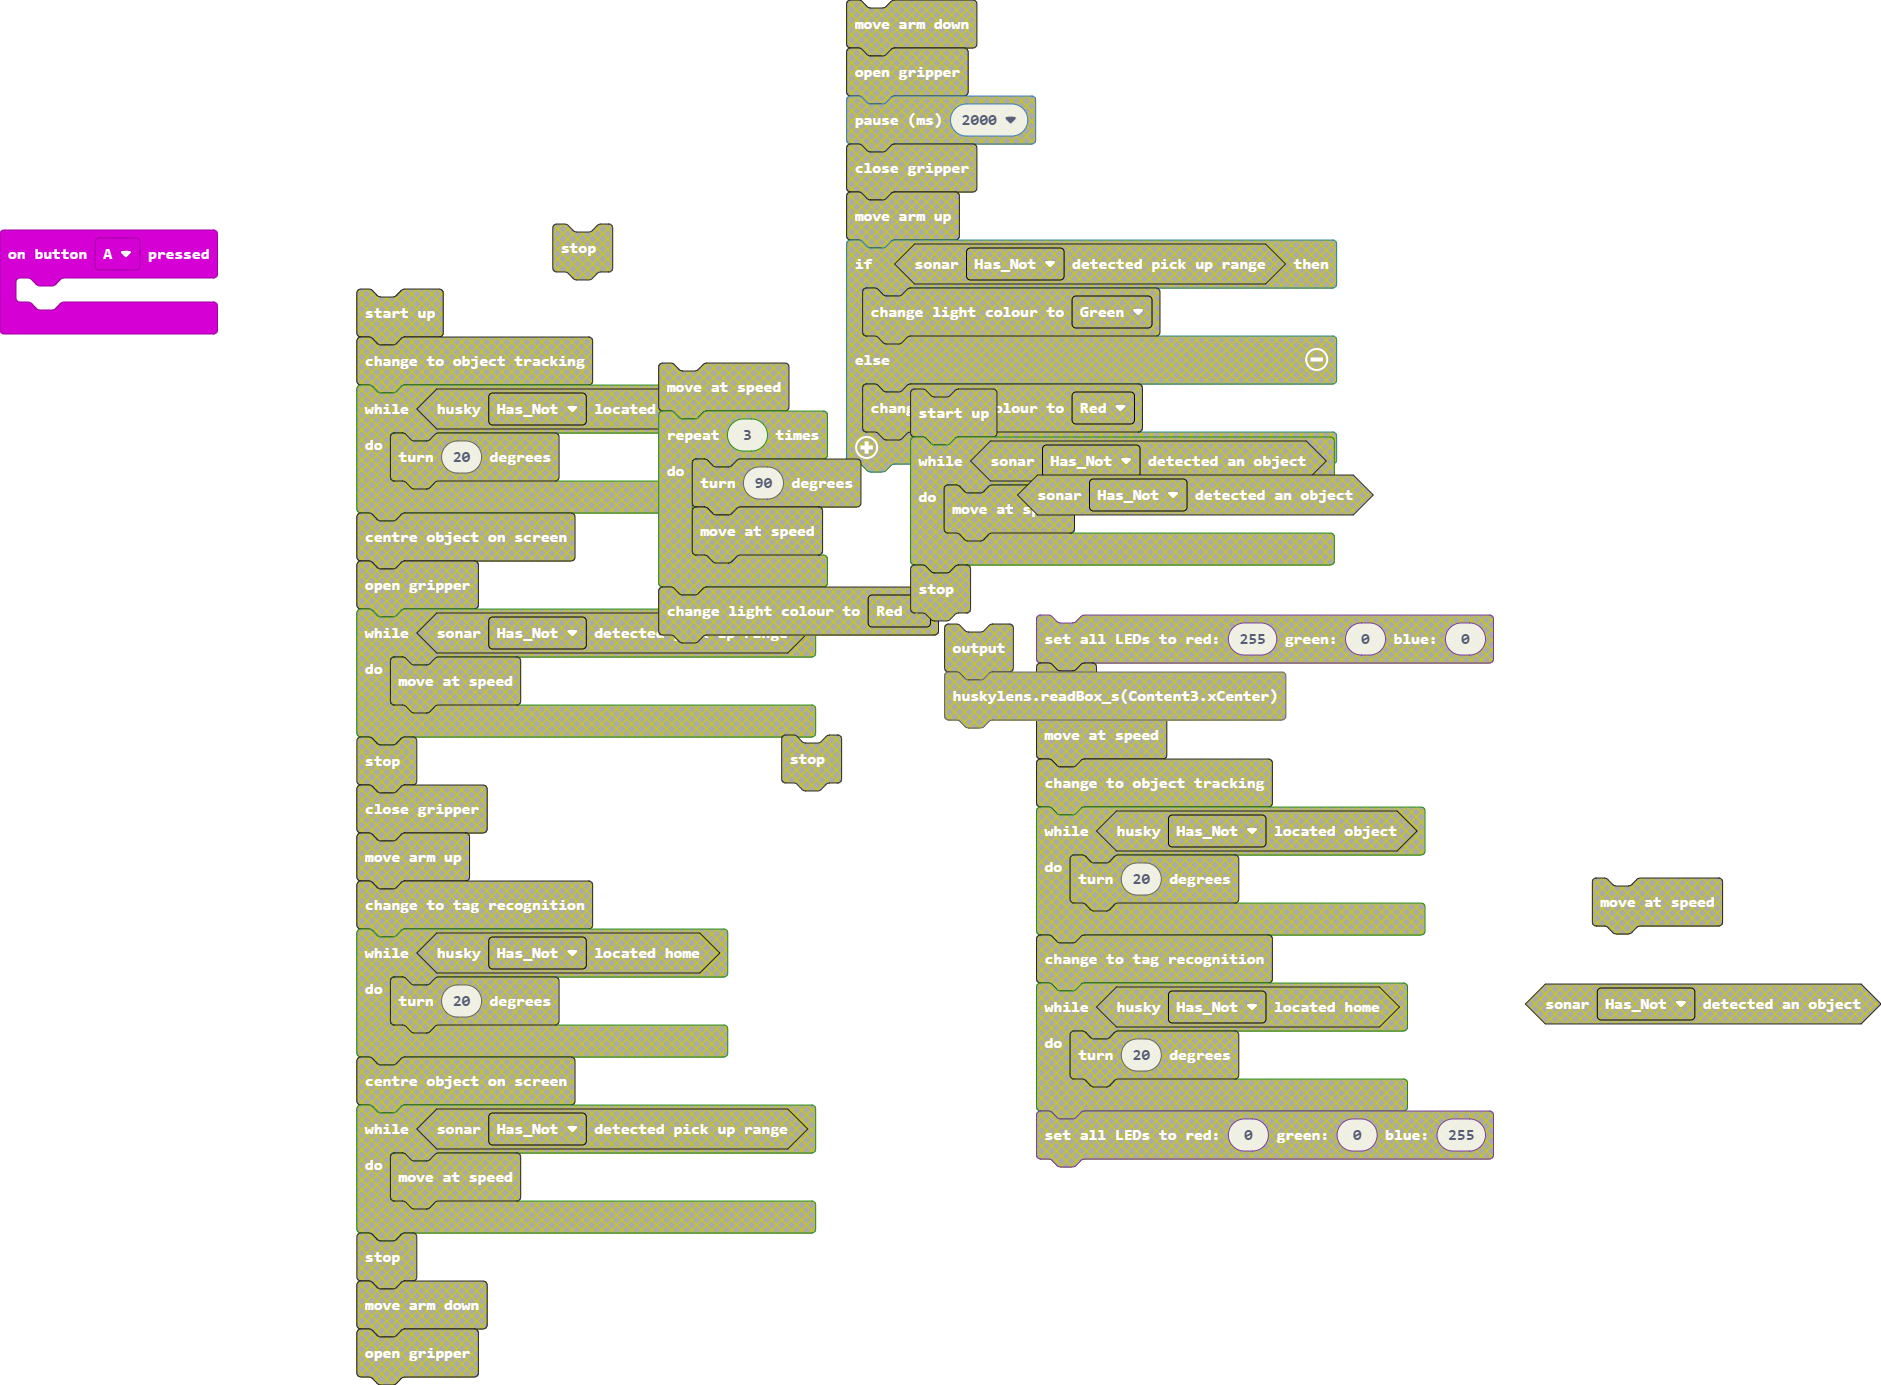 on button A pressed
stop
start up
change to object tracking
while husky Has_Not located
do
turn 20 degrees
centre object on screen
open gripper
while sonar Has_Not detected
do
move at speed
stop
close gripper
move arm up
change to tag recognition
while husky Has_Not located home
do
turn 20 degrees
centre object on screen
while sonar Has_Not detected pick up range
do
move at speed
stop
move arm down
open gripper
move at speed
repeat 3 times
do
turn 90 degrees
move at speed
change light colour to Red
stop
move arm down
open gripper
pause (ms) 2000
close gripper
move arm up
if sonar Has_Not detected pick up range then
change light colour to Green
else
colour to Red
start up
while sonar Has_Not detected an object
do
move at
sonar Has_Not detected an object
stop
output
huskylens.readBox_s(Content3.xCenter)
set all LEDs to red: 255 green: 0 blue: 0
move at speed
change to object tracking
while husky Has_Not located object
do
turn 20 degrees
change to tag recognition
while husky Has_Not located home
do
turn 20 degrees
set all LEDs to red: 0 green: 0 blue: 255
move at speed
sonar Has_Not detected an object